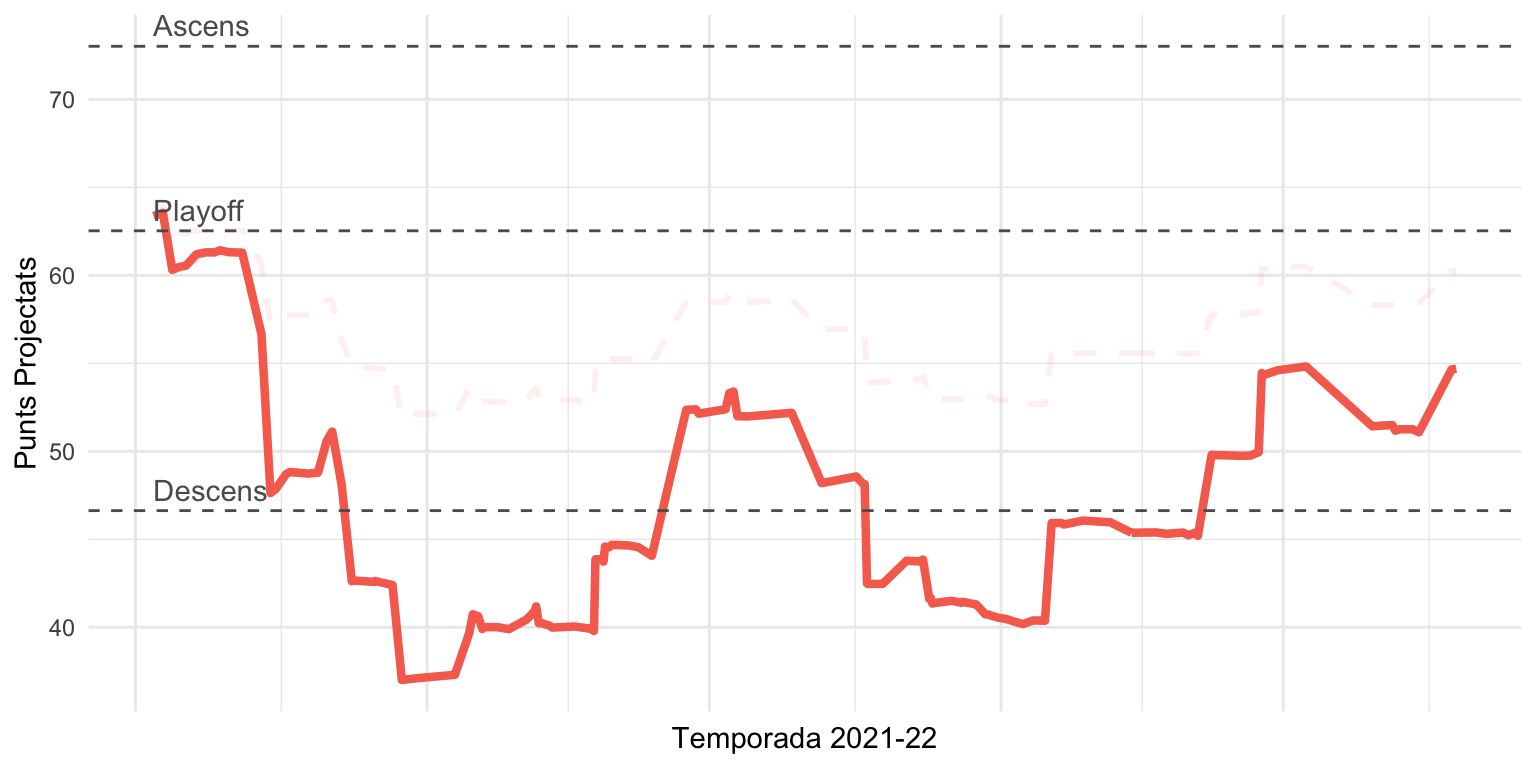 Ascens
70
Playoff
60
50
Descens
40
Punts Projectats
Temporada 2021-22